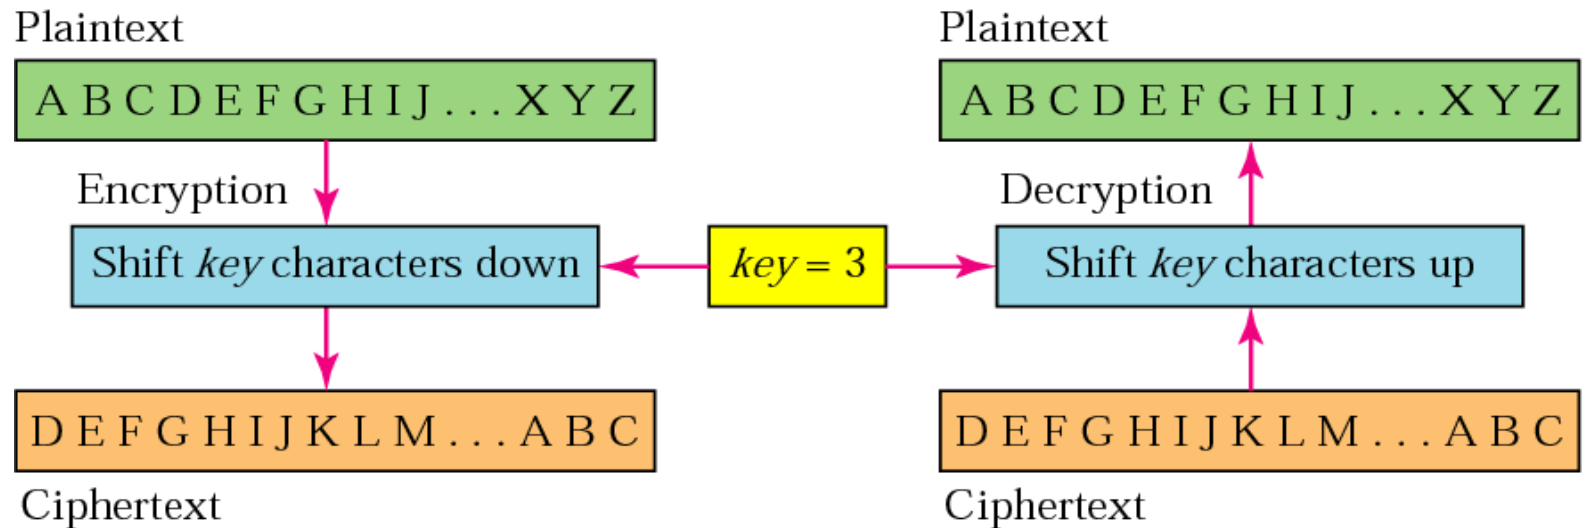 Plaintext
A B C D E F G H I J . . . X Y Z
Encryption
Shift key characters down
D E F G H I J K L M . . . A B C
Ciphertext
key = 3
Plaintext
A B C D E F G H I J . . . X Y Z
Decryption
Shift key characters up
D E F G H I J K L M . . . A B C
Ciphertext